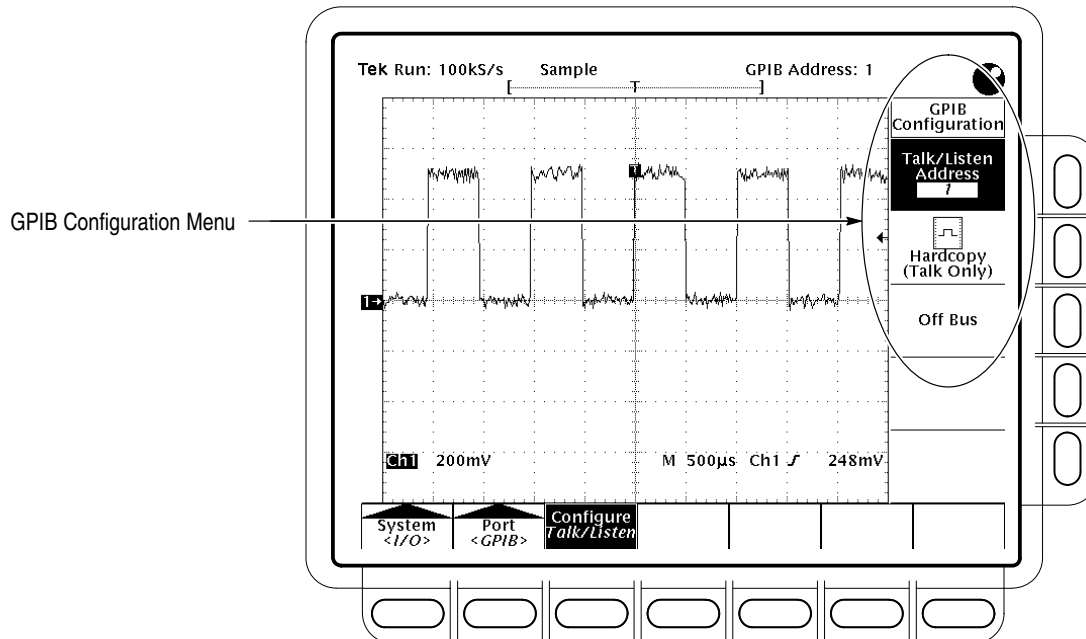 Tek Run: 100kS/s Sample GPIB Address: 1
[ T ]
GPIB
Configuration
Talk/Listen
Address
1
GPIB Configuration Menu
Hardcopy
(Talk Only)
Off Bus
T
1→
Ch1 200mV M 500µs Ch1 248mV
System
<I/O>
Port
<GPIB>
Configure
Talk/Listen